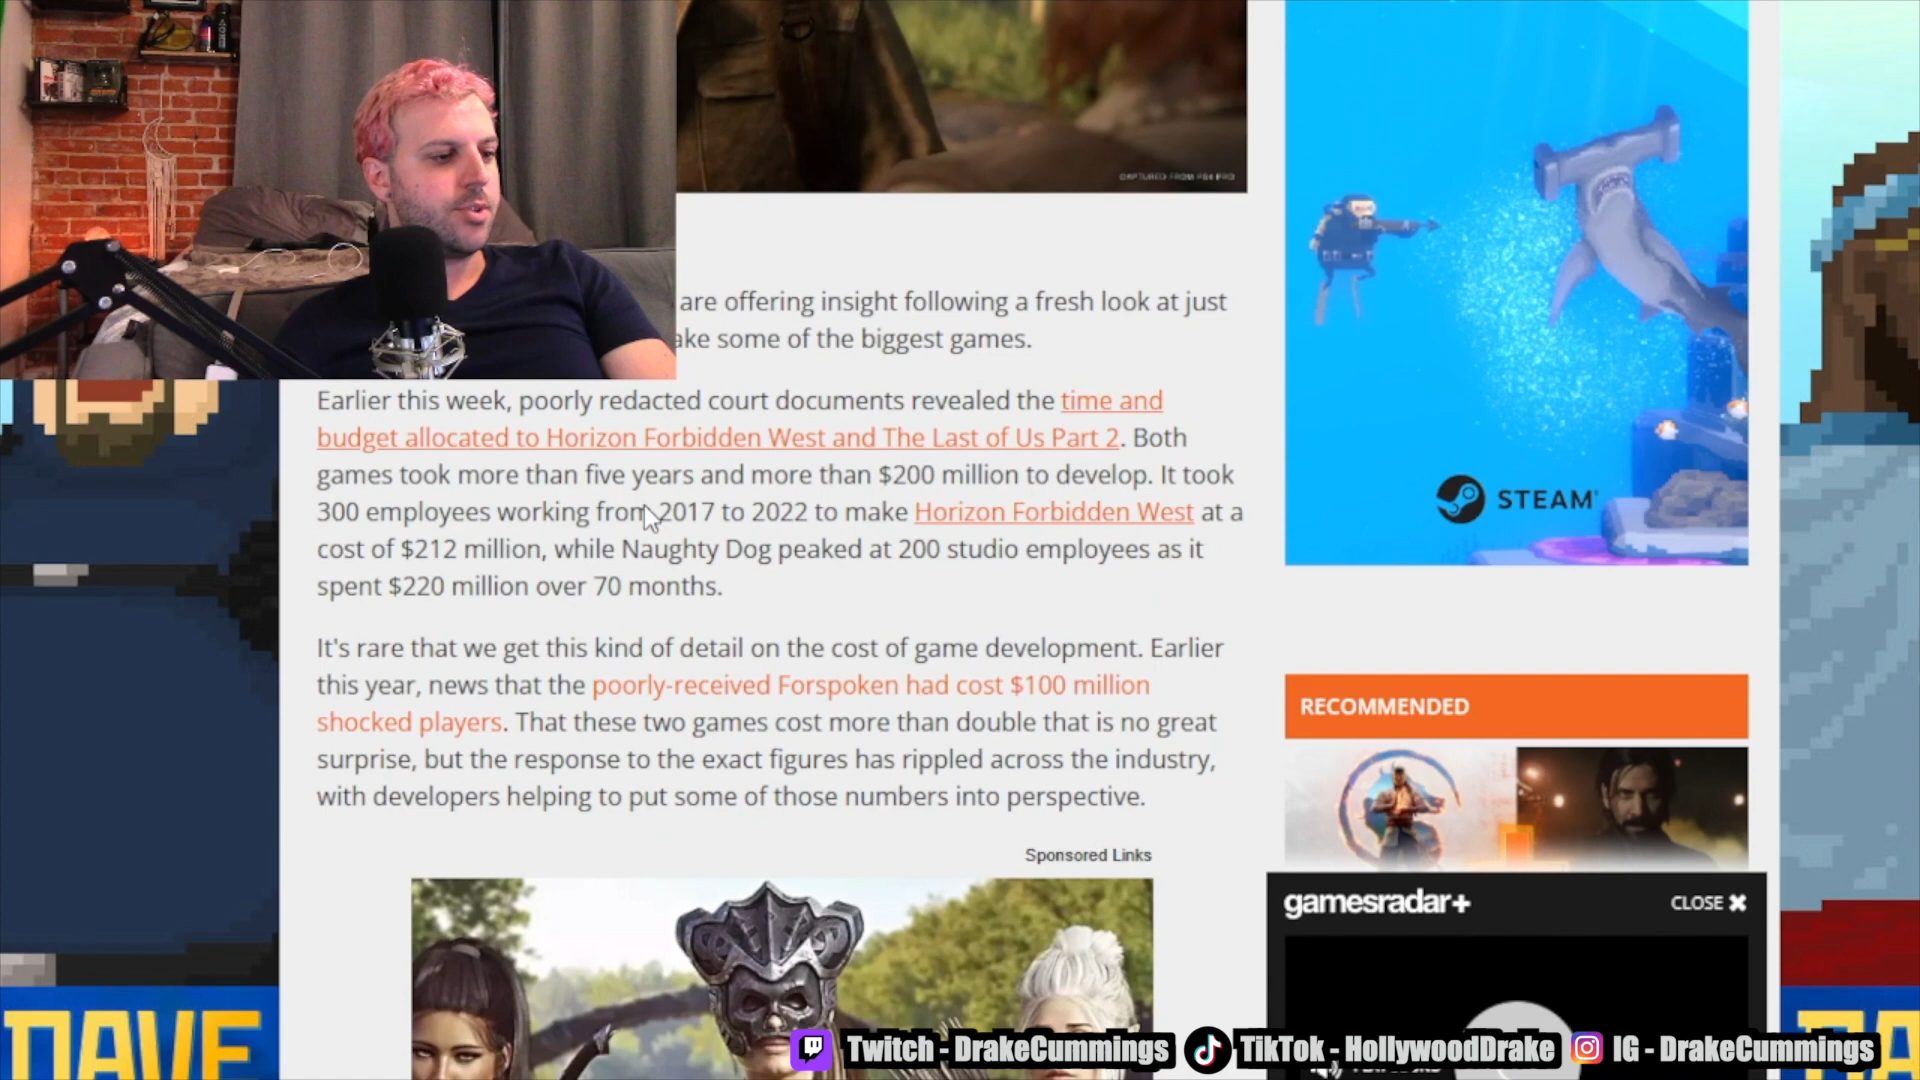 CAPTURED FROM PS4 PRO
are offering insight following a fresh look at just
ake some of the biggest games.
Earlier this week, poorly redacted court documents revealed the time and
budget allocated to Horizon Forbidden West and The Last of Us Part 2. Both
games took more than five years and more than $200 million to develop. It took
300 employees working from 2017 to 2022 to make Horizon Forbidden West at a
cost of $212 million, while Naughty Dog peaked at 200 studio employees as it
spent $220 million over 70 months.
It's rare that we get this kind of detail on the cost of game development. Earlier
this year, news that the poorly-received Forspoken had cost $100 million
shocked players. That these two games cost more than double that is no great
surprise, but the response to the exact figures has rippled across the industry,
with developers helping to put some of those numbers into perspective.
Sponsored Links
STEAM
RECOMMENDED
gamesradar+
CLOSE
DAVE
DA
Twitch - DrakeCummings
TikTok - HollywoodDrake
IG - DrakeCummings